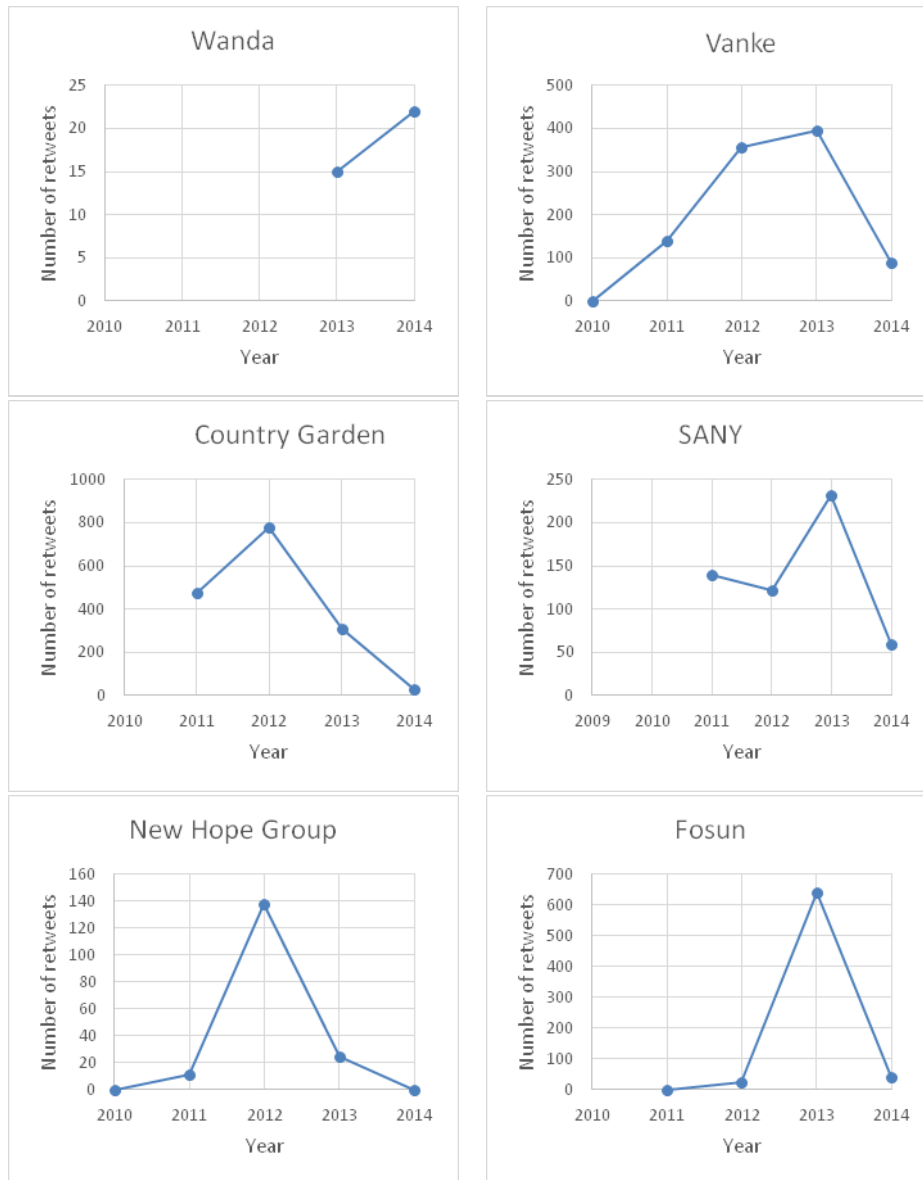 Wanda
Number of retweets
25
20
15
10
5
0
2010 2011 2012 2013 2014
Year
Vanke
Number of retweets
500
400
300
200
100
0
2010 2011 2012 2013 2014
Year
Country Garden
Number of retweets
1000
800
600
400
200
0
2010 2011 2012 2013 2014
Year
SANY
Number of retweets
250
200
150
100
50
0
2009 2010 2011 2012 2013 2014
Year
New Hope Group
Number of retweets
160
140
120
100
80
60
40
20
0
2010 2011 2012 2013 2014
Year
Fosun
Number of retweets
700
600
500
400
300
200
100
0
2010 2011 2012 2013 2014
Year